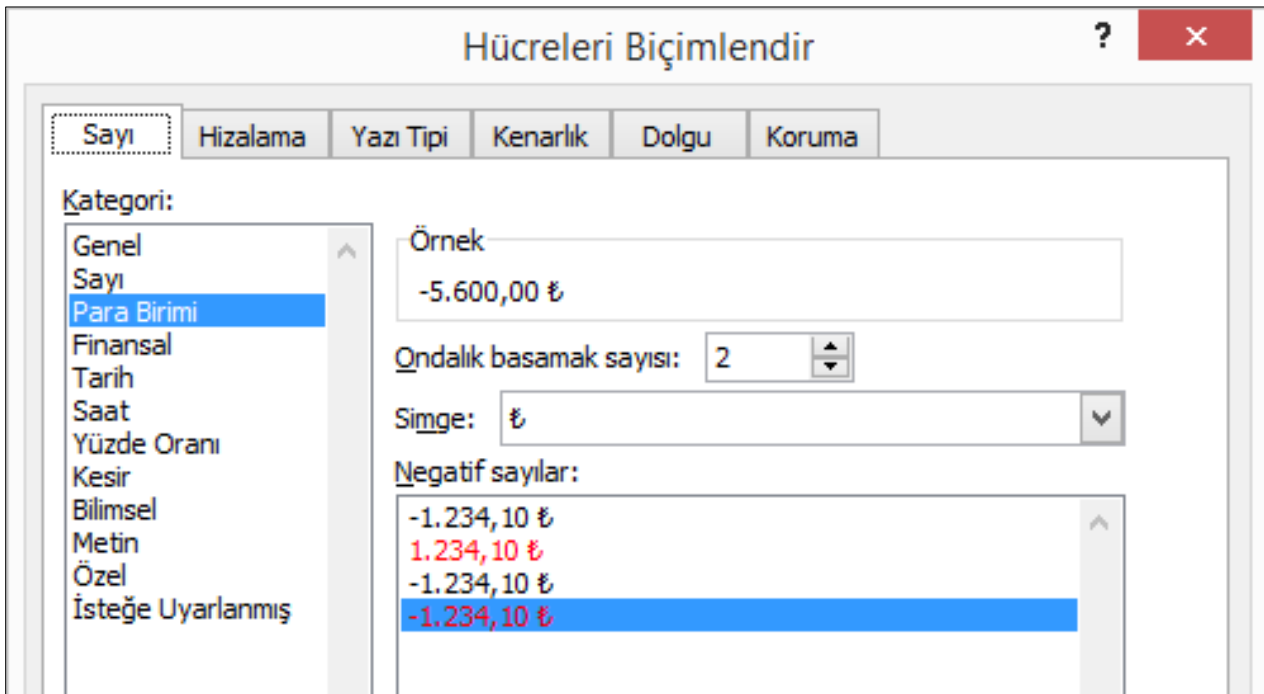 Hücreleri Biçimlendir
?
Sayı Hizalama Yazı Tipi Kenarlık Dolgu Koruma
Kategori:
Genel
Sayı
Para Birimi
Finansal
Tarih
Saat
Yüzde Oranı
Kesir
Bilimsel
Metin
Özel
İsteğe Uyarlanmış
Örnek
-5.600,00 ₺
Ondalık basamak sayısı: 2
Simge: ₺
Negatif sayılar:
-1.234,10 ₺
1.234,10 ₺
-1.234,10 ₺
-1.234,10 ₺